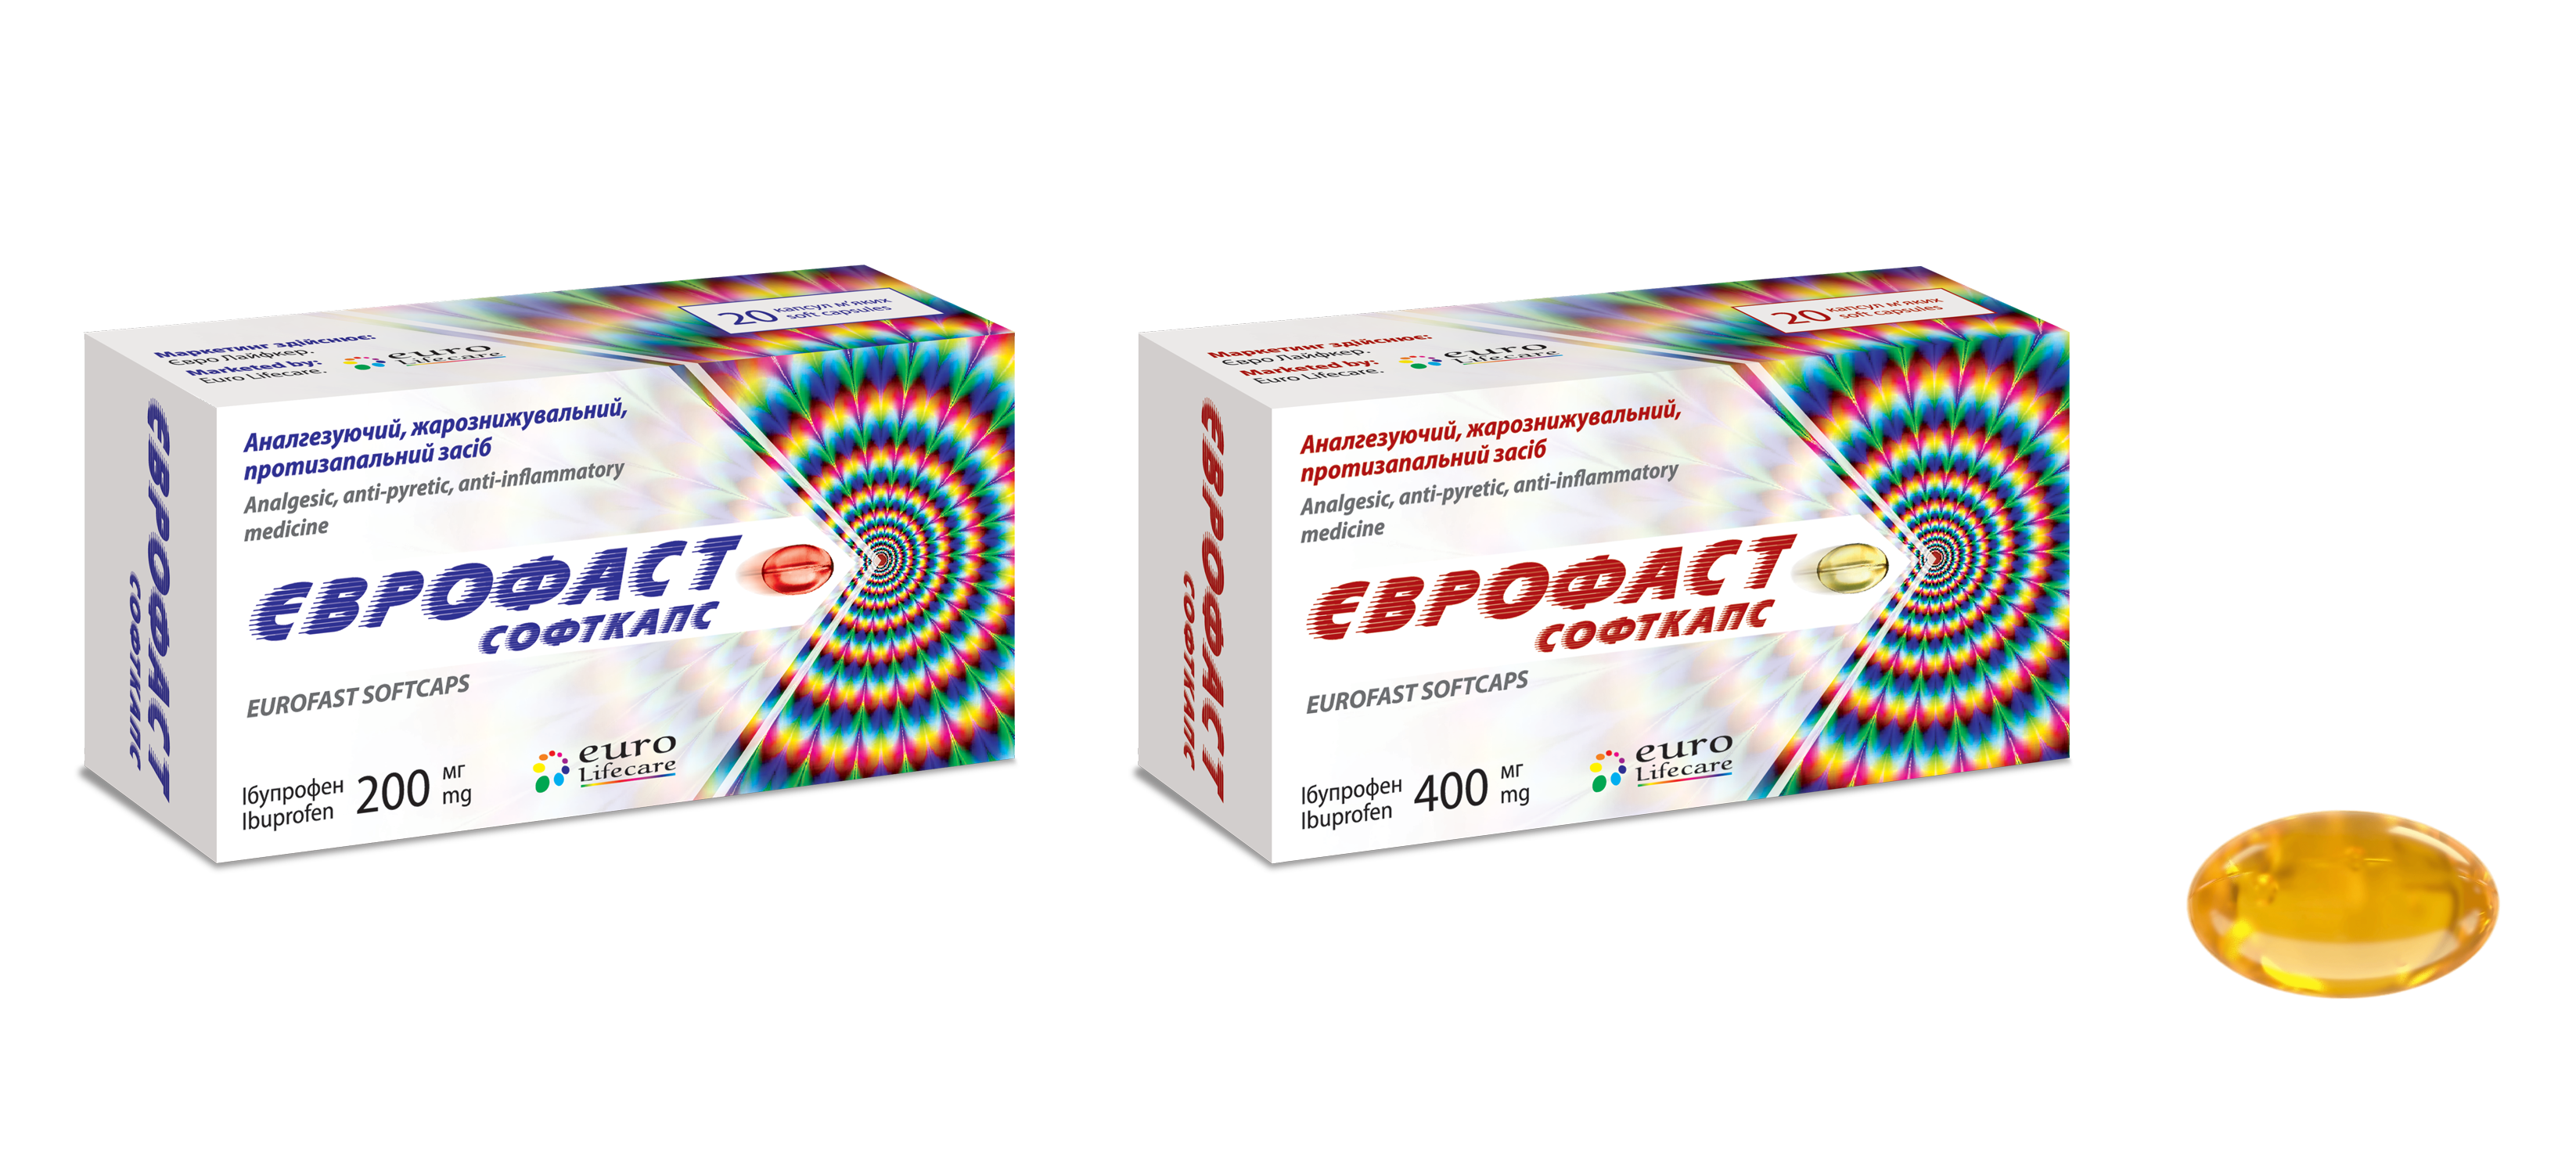 Маркетинг здійснює:
Євро Лайфкер.
Marketed by:
Euro Lifecare.
euro
Lifecare
20 капсул м'яких
soft capsules
Аналгезуючий, жарознижувальний,
протизапальний засіб
Analgesic, anti-pyretic, anti-inflammatory
medicine
ЄВРОФАСТ
СОФТКАПС
EUROFAST SOFTCAPS
Ібупрофен 200 мг
Ibuprofen mg
euro
Lifecare
ЄВРОФАСТ
СОФТКАПС
Маркетинг здійснює:
Євро Лайфкер.
Marketed by:
Euro Lifecare.
euro
Lifecare
20 капсул м'яких
soft capsules
Аналгезуючий, жарознижувальний,
протизапальний засіб
Analgesic, anti-pyretic, anti-inflammatory
medicine
ЄВРОФАСТ
СОФТКАПС
EUROFAST SOFTCAPS
Ібупрофен 400 мг
Ibuprofen mg
euro
Lifecare
ЄВРОФАСТ
СОФТКАПС